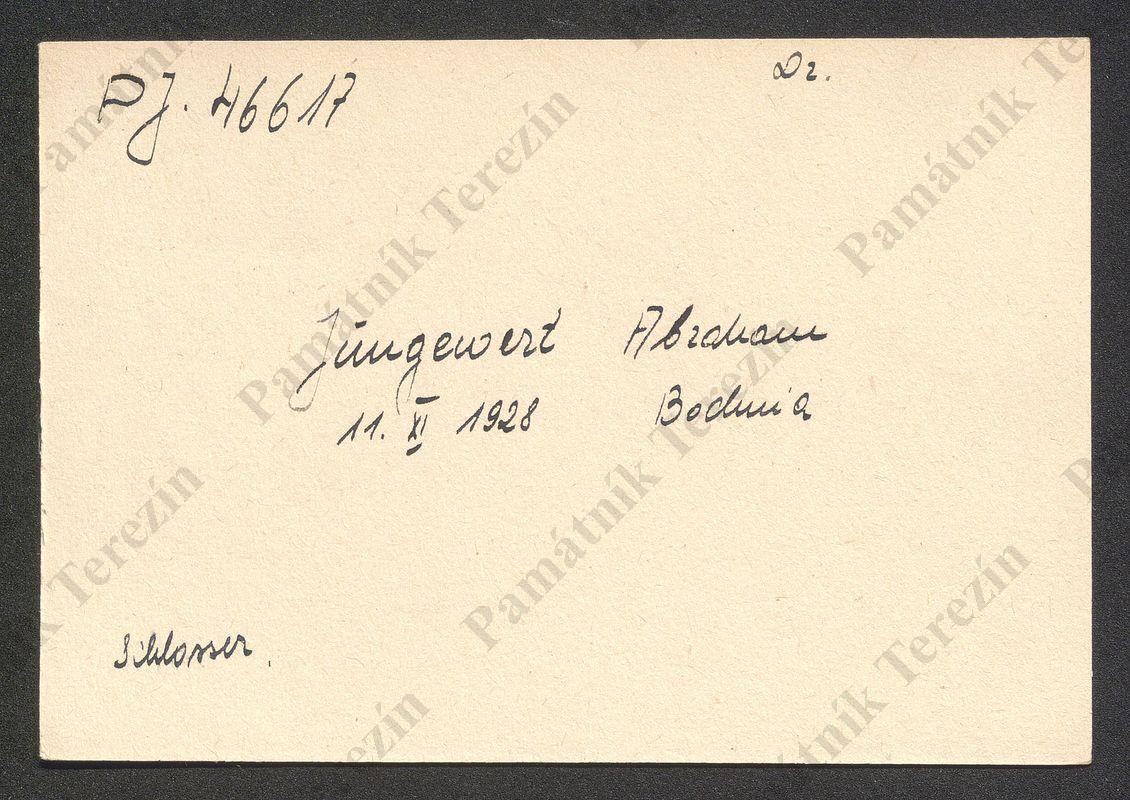 PJ. 46617
Dr.
Jungewert Abraham
11. XI 1928 Bochnia
Schlosser.
Památník Terezín